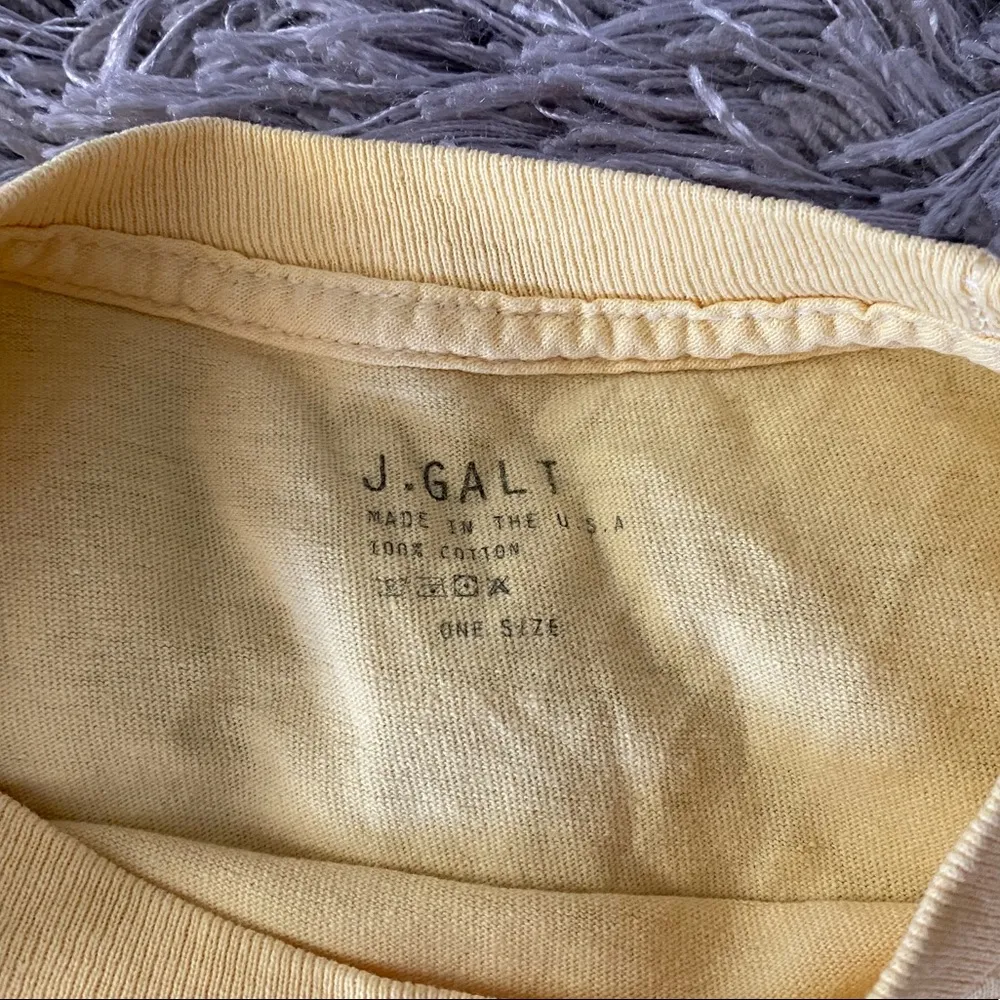 J.GALT
MADE IN THE U.S.A
100% COTTON
ONE SIZE